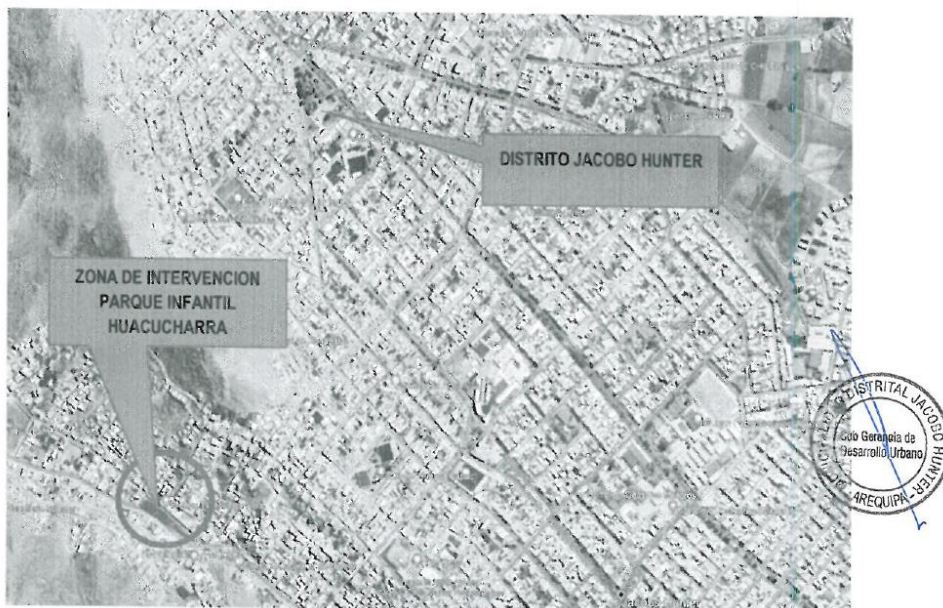 DISTRITO JACOBO HUNTER
ZONA DE INTERVENCION
PARQUE INFANTIL
HUACUCHARRA
DISTRITAL JACOBO HUNTER
Sub Gerencia de
Desarrollo Urbano
- AREQUIPA -